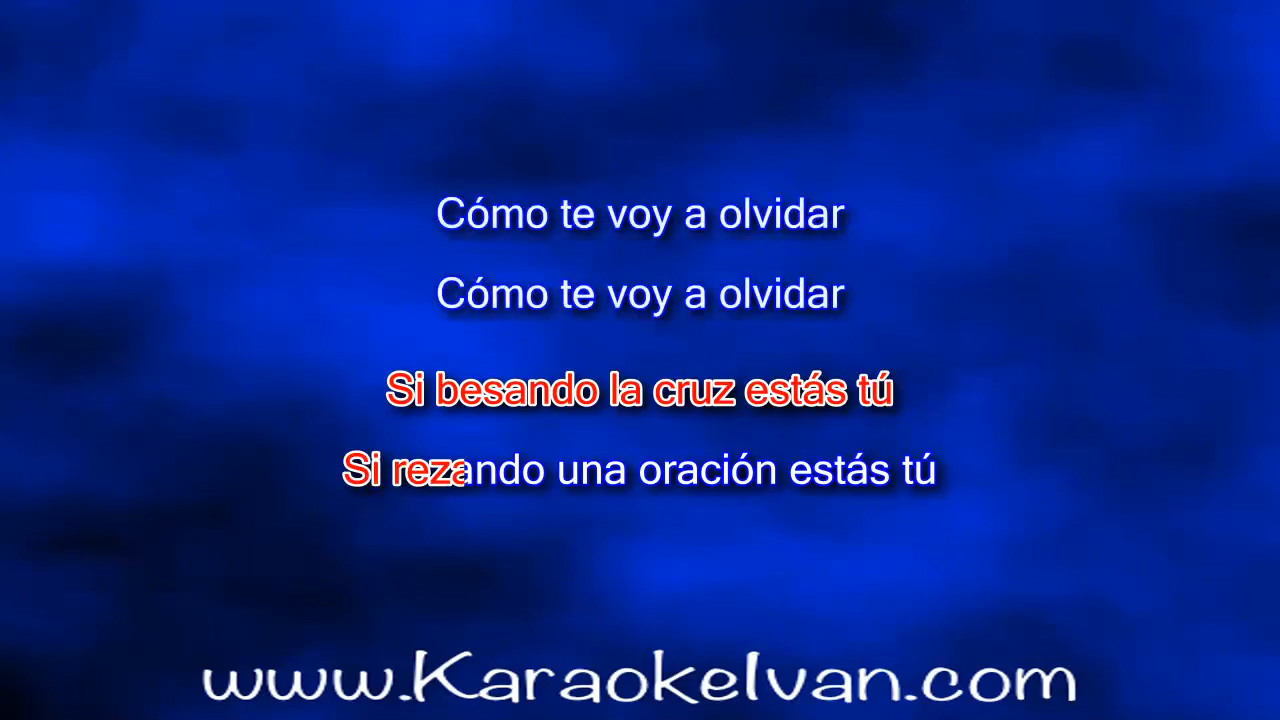 Cómo te voy a olvidar
Cómo te voy a olvidar
Si besando la cruz estás tú
Si rezando una oración estás tú
www.KaraokeIvan.com